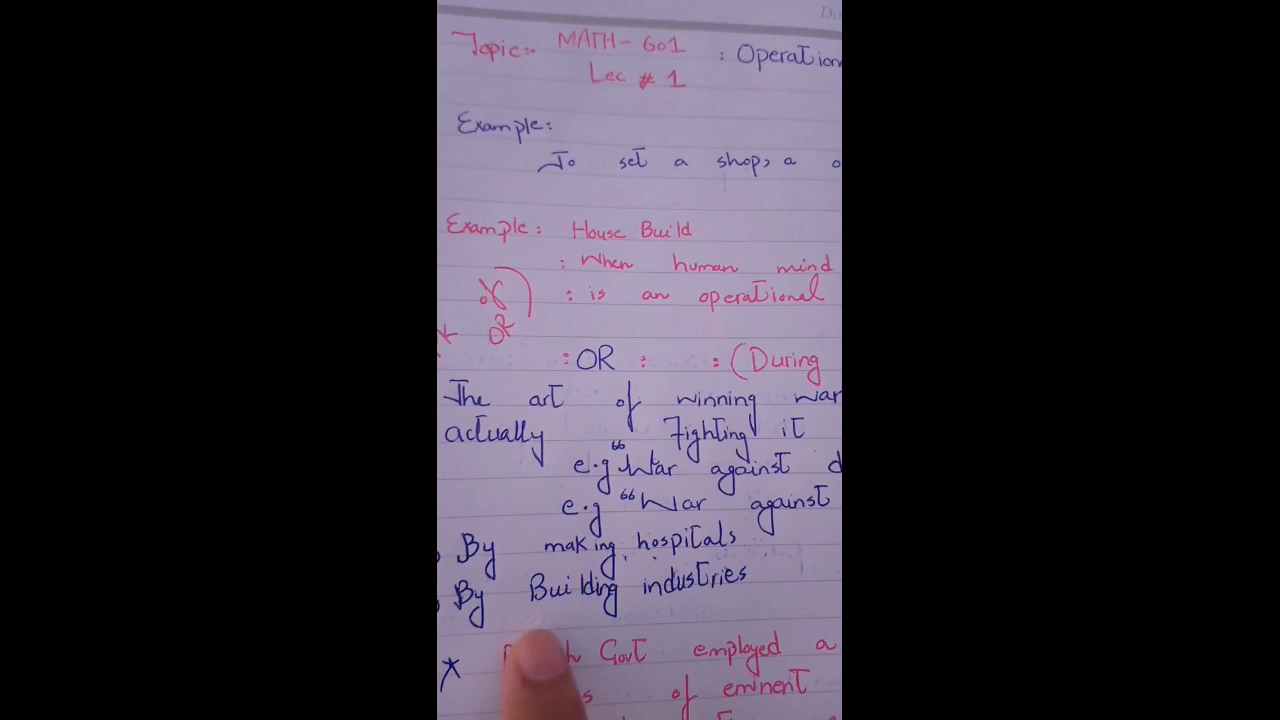 Topic:- MATH-601 : Operation
Lec # 1
Example:
To set a shop, a
Example: House Build
: When human mind
: is an operational
OR
: OR : : (During
The art of winning war
actually Fighting it
e.g "War against
e.g "War against
By making hospitals
By Building industries
* Govt employed a
of eminent